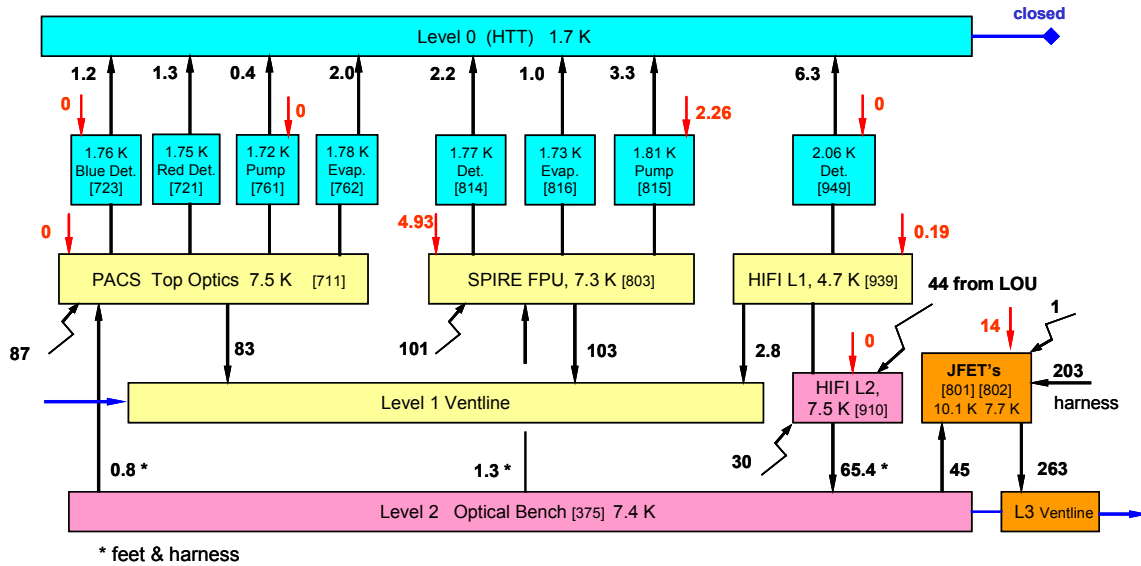 closed
Level 0 (HTT) 1.7 K
1.2
1.3
0.4
2.0
2.2
1.0
3.3
6.3
0
0
2.26
0
1.76 K
Blue Det.
[723]
1.75 K
Red Det.
[721]
1.72 K
Pump
[761]
1.78 K
Evap.
[762]
1.77 K
Det.
[814]
1.73 K
Evap.
[816]
1.81 K
Pump
[815]
2.06 K
Det.
[949]
0
4.93
0.19
PACS Top Optics 7.5 K [711]
SPIRE FPU, 7.3 K [803]
HIFI L1, 4.7 K [939]
44 from LOU
87
83
101
103
2.8
0
14
1
JFET's
[801] [802]
10.1 K 7.7 K
203
harness
Level 1 Ventline
HIFI L2,
7.5 K [910]
30
0.8 *
1.3 *
65.4 *
45
263
Level 2 Optical Bench [375] 7.4 K
L3 Ventline
* feet & harness